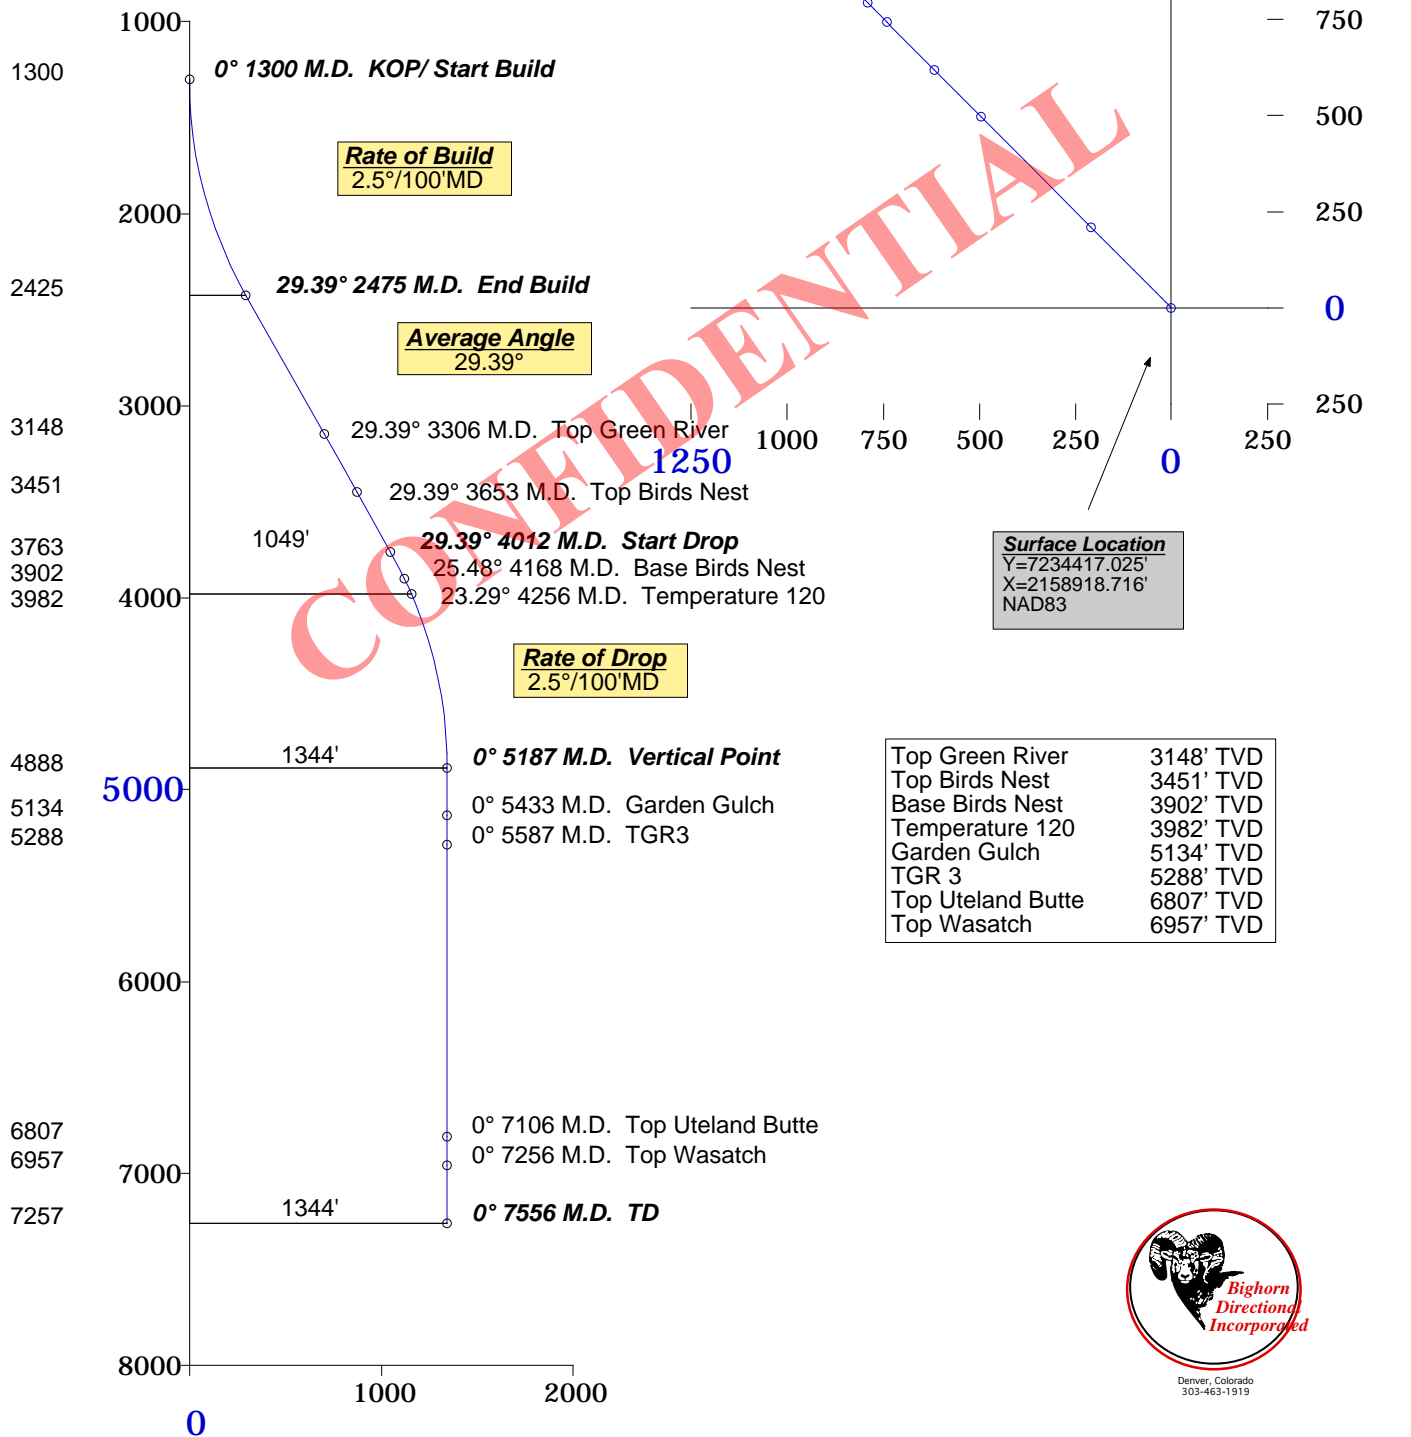 1000
1300
0° 1300 M.D.  KOP/ Start Build
Rate of Build
2.5°/100'MD
2000
2425
29.39° 2475 M.D.  End Build
Average Angle
29.39°
3000
3148
29.39° 3306 M.D.  Top Green River
3451
29.39° 3653 M.D.  Top Birds Nest
1049'
3763
29.39° 4012 M.D.  Start Drop
3902
25.48° 4168 M.D.  Base Birds Nest
3982
4000
23.29° 4256 M.D.  Temperature 120
Rate of Drop
2.5°/100'MD
4888
1344'
0° 5187 M.D.  Vertical Point
5000
5134
0° 5433 M.D.  Garden Gulch
5288
0° 5587 M.D.  TGR3
6000
6807
0° 7106 M.D.  Top Uteland Butte
6957
0° 7256 M.D.  Top Wasatch
7000
7257
1344'
0° 7556 M.D.  TD
8000
1000
2000
0
CONFIDENTIAL
750
500
250
0
250
1250
1000
750
500
250
0
250
Surface Location
Y=7234417.025'
X=2158918.716'
NAD83
Top Green River 3148' TVD
Top Birds Nest 3451' TVD
Base Birds Nest 3902' TVD
Temperature 120 3982' TVD
Garden Gulch 5134' TVD
TGR 3 5288' TVD
Top Uteland Butte 6807' TVD
Top Wasatch 6957' TVD
Bighorn
Directional
Incorporated
Denver, Colorado
303-463-1919